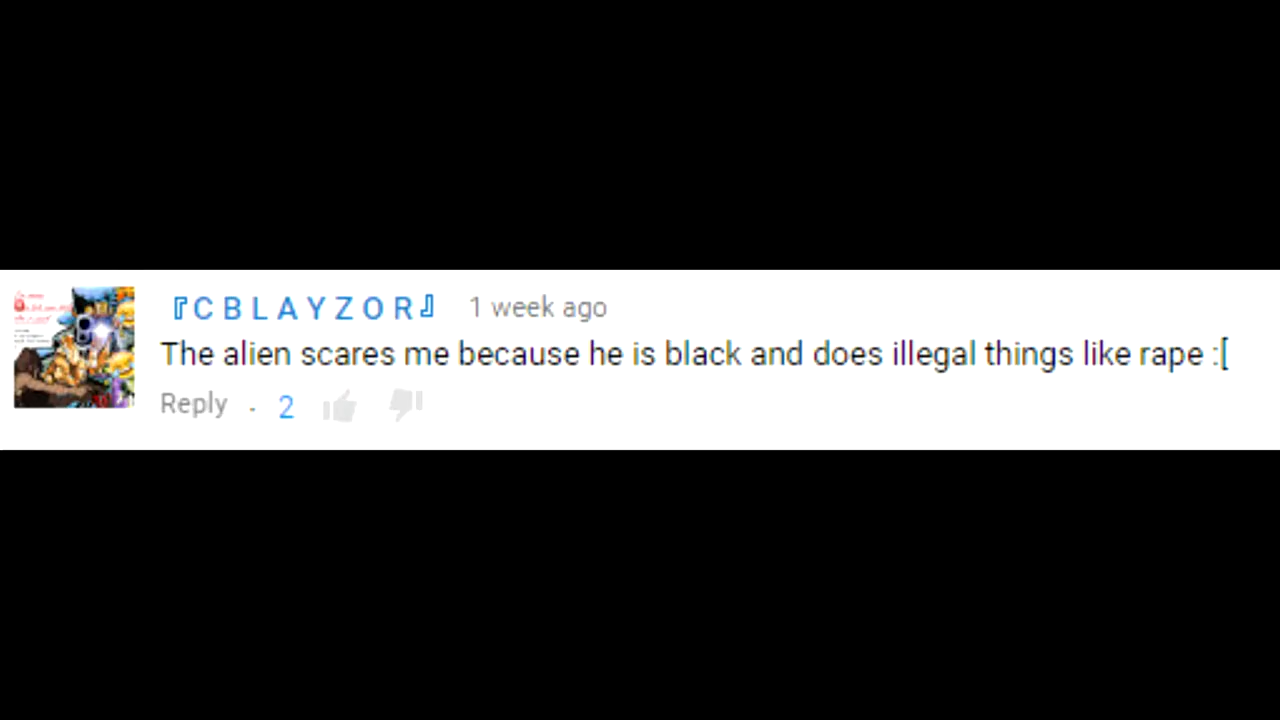 『C B L A Y Z O R』 1 week ago
The alien scares me because he is black and does illegal things like rape :[
Reply · 2